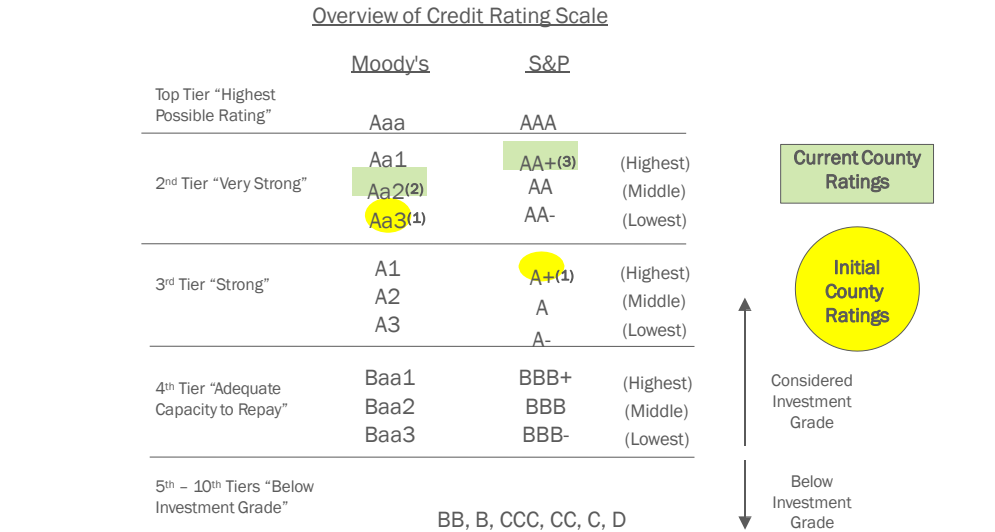 Overview of Credit Rating Scale
Moody's S&P
Top Tier “Highest
Possible Rating”
Aaa AAA
2nd Tier “Very Strong”
Aa1 AA+(3) (Highest)
Aa2(2) AA (Middle)
Aa3(1) AA- (Lowest)
Current County
Ratings
3rd Tier “Strong”
A1 A+(1) (Highest)
A2 A (Middle)
A3 A- (Lowest)
Initial
County
Ratings
4th Tier “Adequate
Capacity to Repay”
Baa1 BBB+ (Highest)
Baa2 BBB (Middle)
Baa3 BBB- (Lowest)
Considered
Investment
Grade
5th – 10th Tiers “Below
Investment Grade”
BB, B, CCC, CC, C, D
Below
Investment
Grade